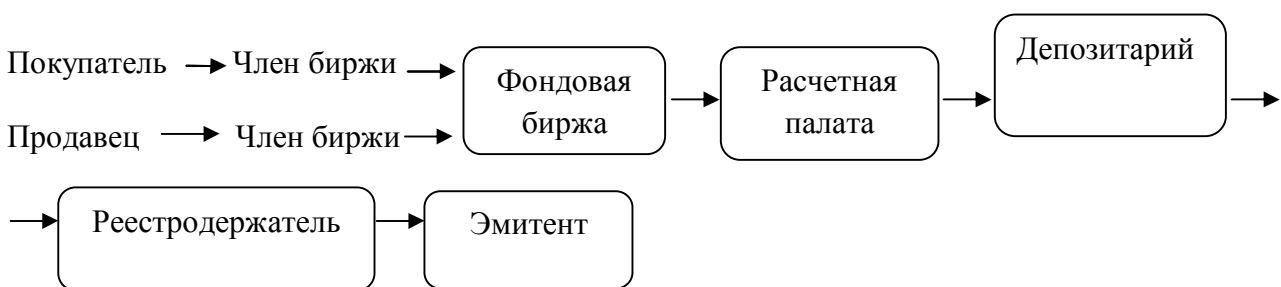 Покупатель Член биржи
Продавец Член биржи
Фондовая
биржа
Расчетная
палата
Депозитарий
Реестродержатель
Эмитент